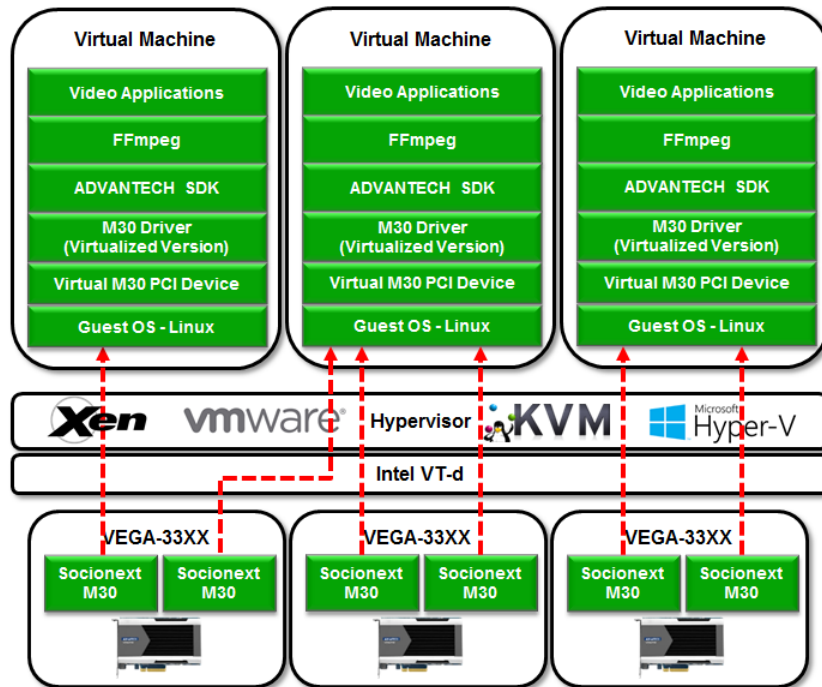 Virtual Machine
Video Applications
FFmpeg
ADVANTECH SDK
M30 Driver
(Virtualized Version)
Virtual M30 PCI Device
Guest OS - Linux
Virtual Machine
Video Applications
FFmpeg
ADVANTECH SDK
M30 Driver
(Virtualized Version)
Virtual M30 PCI Device
Guest OS - Linux
Virtual Machine
Video Applications
FFmpeg
ADVANTECH SDK
M30 Driver
(Virtualized Version)
Virtual M30 PCI Device
Guest OS - Linux
Xen
vmware®
Hypervisor
KVM
Microsoft
Hyper-V
Intel VT-d
VEGA-33XX
Socionext
M30
Socionext
M30
VEGA-33XX
Socionext
M30
Socionext
M30
VEGA-33XX
Socionext
M30
Socionext
M30